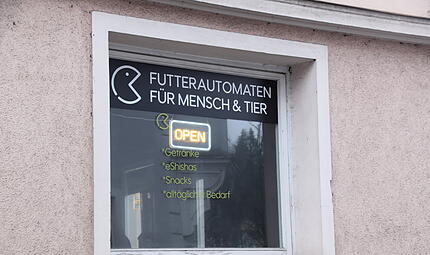 FUTTERAUTOMATEN
FÜR MENSCH & TIER
OPEN
*Getränke
*eShishas
*Snacks
*alltäglicher Bedarf